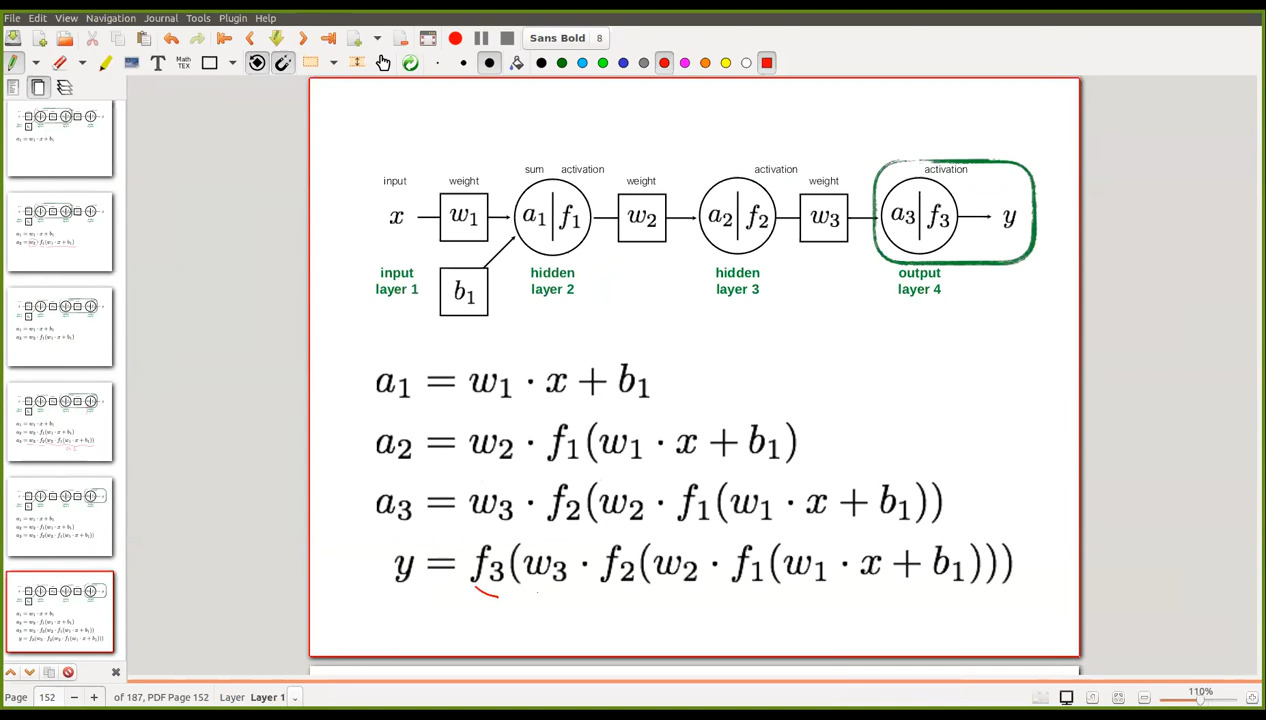 File Edit View Navigation Journal Tools Plugin Help
Sans Bold 8
Math TEX
input weight sum activation weight activation weight activation
x w₁ a₁ f₁ w₂ a₂ f₂ w₃ a₃ f₃ y
input hidden hidden output
layer 1 layer 2 layer 3 layer 4
b₁
a₁ = w₁ · x + b₁
a₂ = w₂ · f₁(w₁ · x + b₁)
a₃ = w₃ · f₂(w₂ · f₁(w₁ · x + b₁))
y = f₃(w₃ · f₂(w₂ · f₁(w₁ · x + b₁)))
Page 152 of 187, PDF Page 152 Layer Layer 1 110%